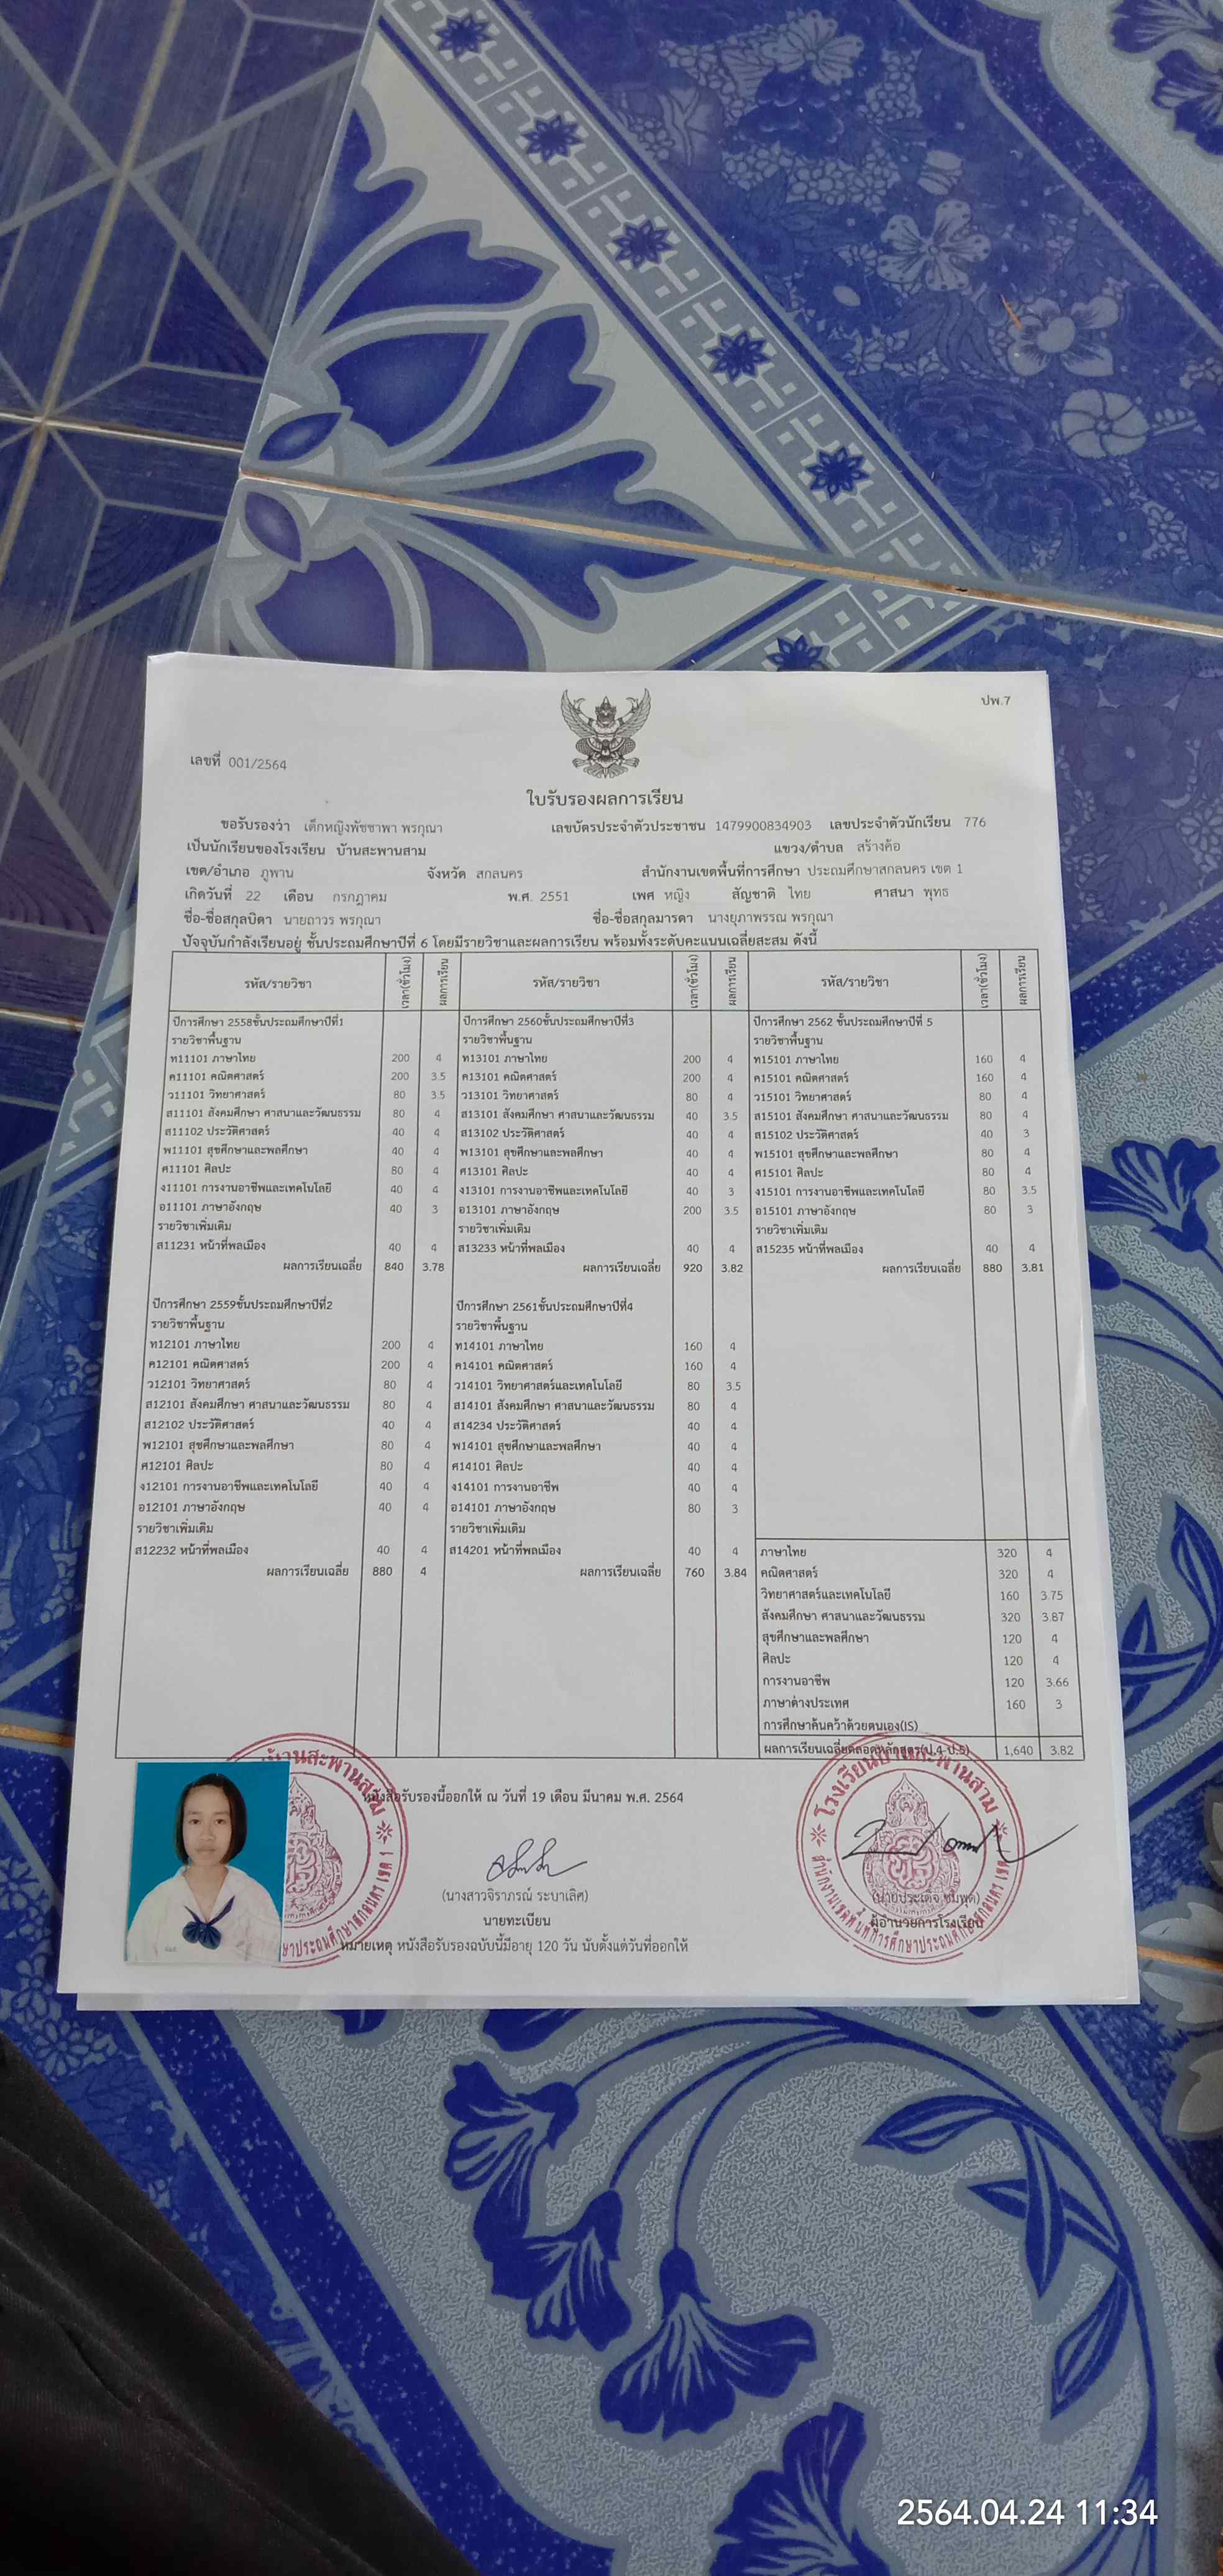 ปพ.7
เลขที่ 001/2564
ใบรับรองผลการเรียน
ขอรับรองว่า เด็กหญิงพัชชาพา พรกุณา เลขบัตรประจำตัวประชาชน 1479900834903 เลขประจำตัวนักเรียน 776
เป็นนักเรียนของโรงเรียน บ้านสะพานสาม แขวง/ตำบล สร้างค้อ
เขต/อำเภอ ภูพาน จังหวัด สกลนคร สำนักงานเขตพื้นที่การศึกษา ประถมศึกษาสกลนคร เขต 1
เกิดวันที่ 22 เดือน กรกฎาคม พ.ศ. 2551 เพศ หญิง สัญชาติ ไทย ศาสนา พุทธ
ชื่อ-ชื่อสกุลบิดา นายถาวร พรกุณา ชื่อ-ชื่อสกุลมารดา นางยุภาพรรณ พรกุณา
ปัจจุบันกำลังเรียนอยู่ ชั้นประถมศึกษาปีที่ 6 โดยมีรายวิชาและผลการเรียน พร้อมทั้งระดับคะแนนเฉลี่ยสะสม ดังนี้
รหัส/รายวิชา เวลา(ชั่วโมง) ผลการเรียน รหัส/รายวิชา เวลา(ชั่วโมง) ผลการเรียน รหัส/รายวิชา เวลา(ชั่วโมง) ผลการเรียน
ปีการศึกษา 2558ชั้นประถมศึกษาปีที่1
รายวิชาพื้นฐาน
ท11101 ภาษาไทย 200 4
ค11101 คณิตศาสตร์ 200 3.5
ว11101 วิทยาศาสตร์ 80 3.5
ส11101 สังคมศึกษา ศาสนาและวัฒนธรรม 80 4
ส11102 ประวัติศาสตร์ 40 4
พ11101 สุขศึกษาและพลศึกษา 40 4
ศ11101 ศิลปะ 80 4
ง11101 การงานอาชีพและเทคโนโลยี 40 4
อ11101 ภาษาอังกฤษ 40 3
รายวิชาเพิ่มเติม
ส11231 หน้าที่พลเมือง 40 4
ผลการเรียนเฉลี่ย 840 3.78
ปีการศึกษา 2559ชั้นประถมศึกษาปีที่2
รายวิชาพื้นฐาน
ท12101 ภาษาไทย 200 4
ค12101 คณิตศาสตร์ 200 4
ว12101 วิทยาศาสตร์ 80 4
ส12101 สังคมศึกษา ศาสนาและวัฒนธรรม 80 4
ส12102 ประวัติศาสตร์ 40 4
พ12101 สุขศึกษาและพลศึกษา 80 4
ศ12101 ศิลปะ 80 4
ง12101 การงานอาชีพและเทคโนโลยี 40 4
อ12101 ภาษาอังกฤษ 40 4
รายวิชาเพิ่มเติม
ส12232 หน้าที่พลเมือง 40 4
ผลการเรียนเฉลี่ย 880 4
ปีการศึกษา 2560ชั้นประถมศึกษาปีที่3
รายวิชาพื้นฐาน
ท13101 ภาษาไทย 200 4
ค13101 คณิตศาสตร์ 200 4
ว13101 วิทยาศาสตร์ 80 4
ส13101 สังคมศึกษา ศาสนาและวัฒนธรรม 40 3.5
ส13102 ประวัติศาสตร์ 40 4
พ13101 สุขศึกษาและพลศึกษา 40 4
ศ13101 ศิลปะ 40 4
ง13101 การงานอาชีพและเทคโนโลยี 40 3
อ13101 ภาษาอังกฤษ 200 3.5
รายวิชาเพิ่มเติม
ส13233 หน้าที่พลเมือง 40 4
ผลการเรียนเฉลี่ย 920 3.82
ปีการศึกษา 2561ชั้นประถมศึกษาปีที่4
รายวิชาพื้นฐาน
ท14101 ภาษาไทย 160 4
ค14101 คณิตศาสตร์ 160 4
ว14101 วิทยาศาสตร์และเทคโนโลยี 80 3.5
ส14101 สังคมศึกษา ศาสนาและวัฒนธรรม 80 4
ส14234 ประวัติศาสตร์ 40 4
พ14101 สุขศึกษาและพลศึกษา 40 4
ศ14101 ศิลปะ 40 4
ง14101 การงานอาชีพ 40 4
อ14101 ภาษาอังกฤษ 80 3
รายวิชาเพิ่มเติม
ส14201 หน้าที่พลเมือง 40 4
ผลการเรียนเฉลี่ย 760 3.84
ปีการศึกษา 2562 ชั้นประถมศึกษาปีที่ 5
รายวิชาพื้นฐาน
ท15101 ภาษาไทย 160 4
ค15101 คณิตศาสตร์ 160 4
ว15101 วิทยาศาสตร์ 80 4
ส15101 สังคมศึกษา ศาสนาและวัฒนธรรม 80 4
ส15102 ประวัติศาสตร์ 40 3
พ15101 สุขศึกษาและพลศึกษา 80 4
ศ15101 ศิลปะ 80 4
ง15101 การงานอาชีพและเทคโนโลยี 80 3.5
อ15101 ภาษาอังกฤษ 80 3
รายวิชาเพิ่มเติม
ส15235 หน้าที่พลเมือง 40 4
ผลการเรียนเฉลี่ย 880 3.81
ภาษาไทย 320 4
คณิตศาสตร์ 320 4
วิทยาศาสตร์และเทคโนโลยี 160 3.75
สังคมศึกษา ศาสนาและวัฒนธรรม 320 3.87
สุขศึกษาและพลศึกษา 120 4
ศิลปะ 120 4
การงานอาชีพ 120 3.66
ภาษาต่างประเทศ 160 3
การศึกษาค้นคว้าด้วยตนเอง(IS)
ผลการเรียนเฉลี่ยตลอดหลักสูตร(ป.4-ป.5) 1,640 3.82
หนังสือรับรองนี้ออกให้ ณ วันที่ 19 เดือน มีนาคม พ.ศ. 2564
(นางสาวจิราภรณ์ ระบาเลิศ)
นายทะเบียน
หมายเหตุ หนังสือรับรองฉบับนี้มีอายุ 120 วัน นับตั้งแต่วันที่ออกให้
(นายประเดิจ ชมพุด)
ผู้อำนวยการโรงเรียน
โรงเรียนบ้านสะพานสาม
สำนักงานเขตพื้นที่การศึกษาประถมศึกษาสกลนคร เขต 1
2564.04.24 11:34